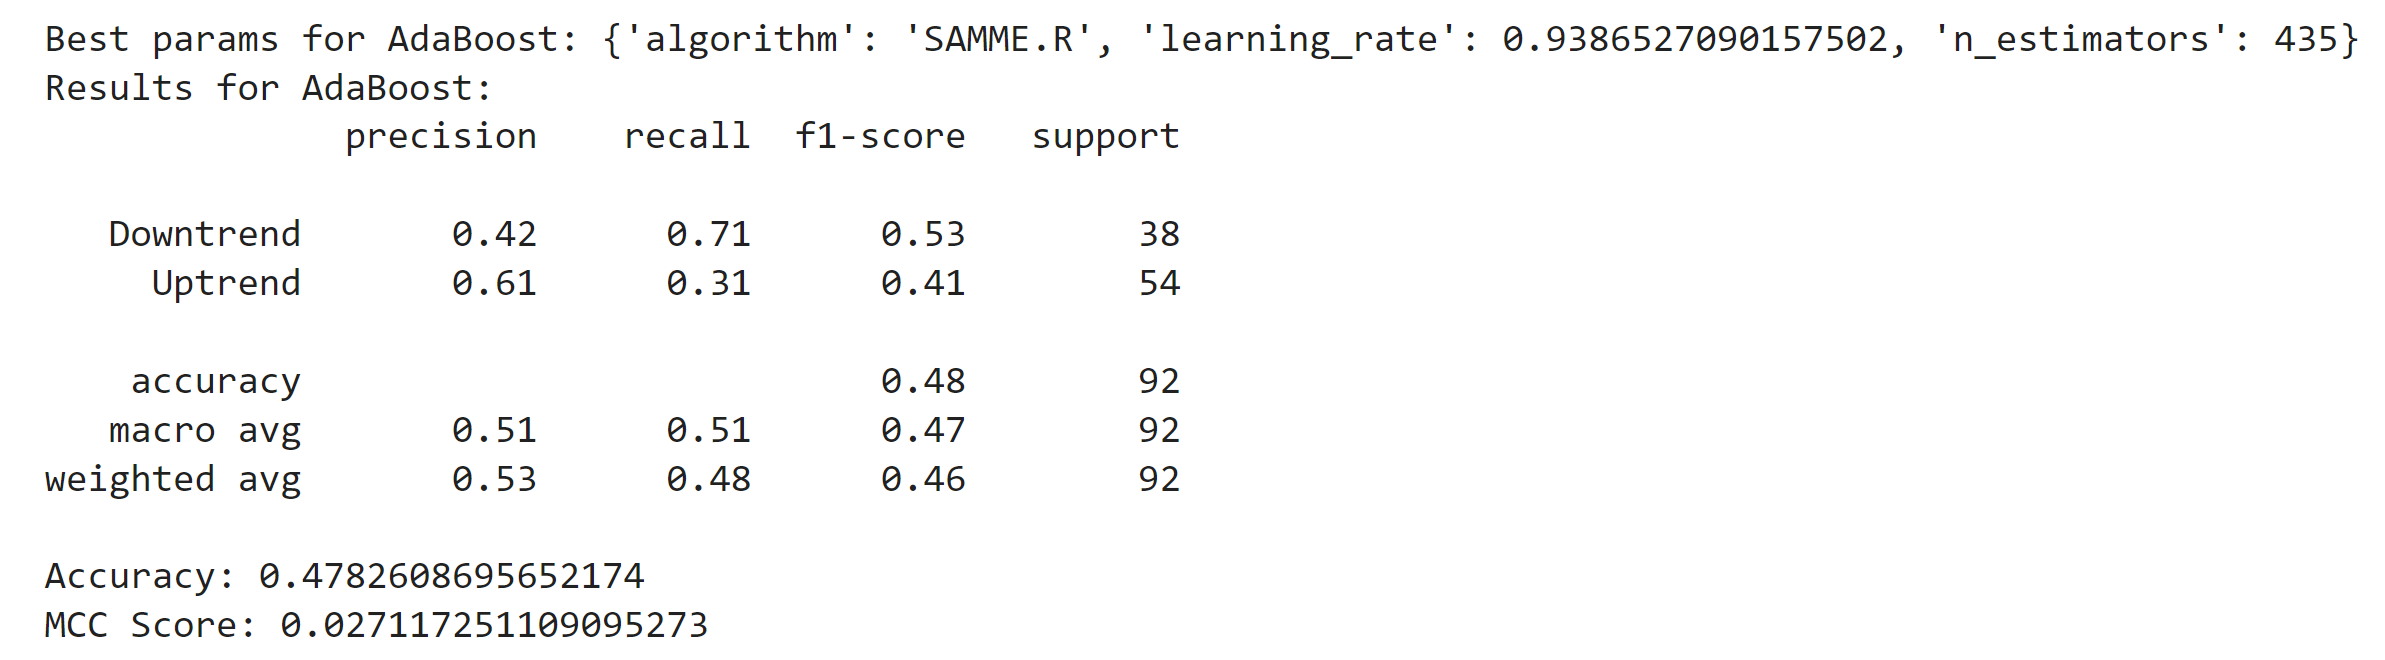 Best params for AdaBoost: {'algorithm': 'SAMME.R', 'learning_rate': 0.9386527090157502, 'n_estimators': 435}
Results for AdaBoost:
              precision    recall  f1-score   support

   Downtrend       0.42      0.71      0.53        38
     Uptrend       0.61      0.31      0.41        54

    accuracy                           0.48        92
   macro avg       0.51      0.51      0.47        92
weighted avg       0.53      0.48      0.46        92

Accuracy: 0.4782608695652174
MCC Score: 0.027117251109095273